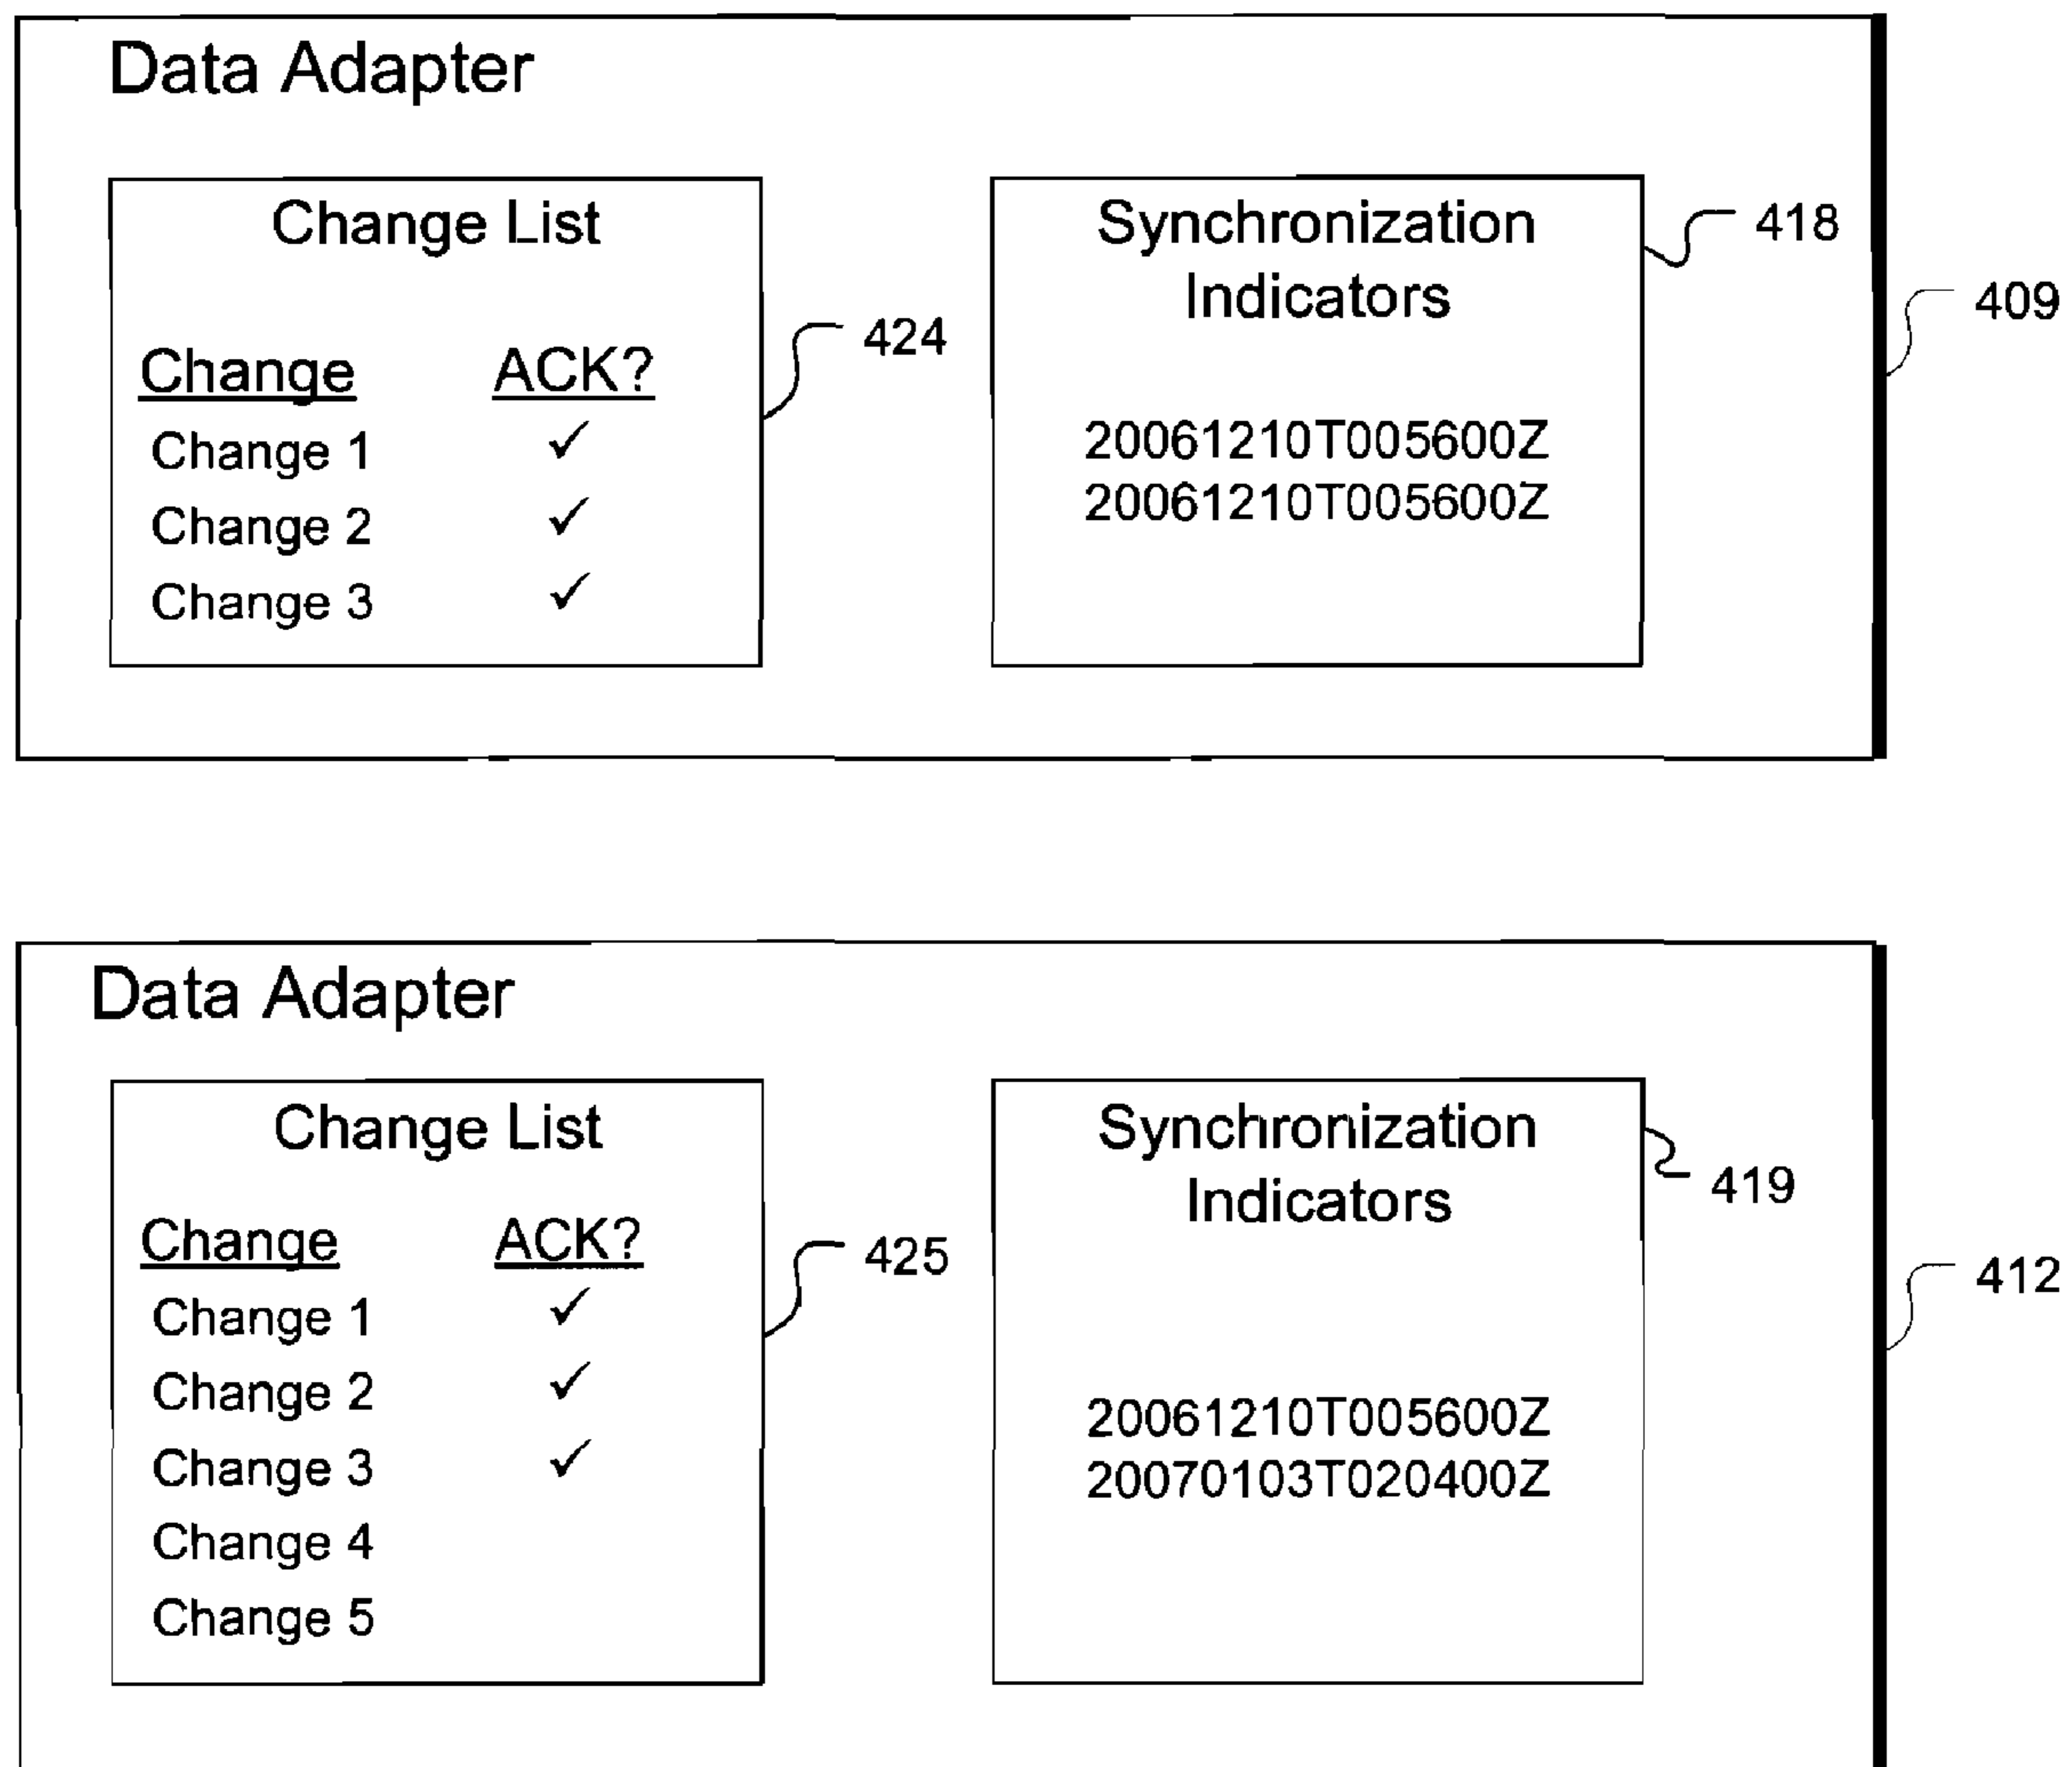 Data Adapter
Change List
Change ACK?
Change 1
Change 2
Change 3
424
Synchronization
Indicators
20061210T005600Z
20061210T005600Z
418
409
Data Adapter
Change List
Change ACK?
Change 1
Change 2
Change 3
Change 4
Change 5
425
Synchronization
Indicators
20061210T005600Z
20070103T020400Z
419
412